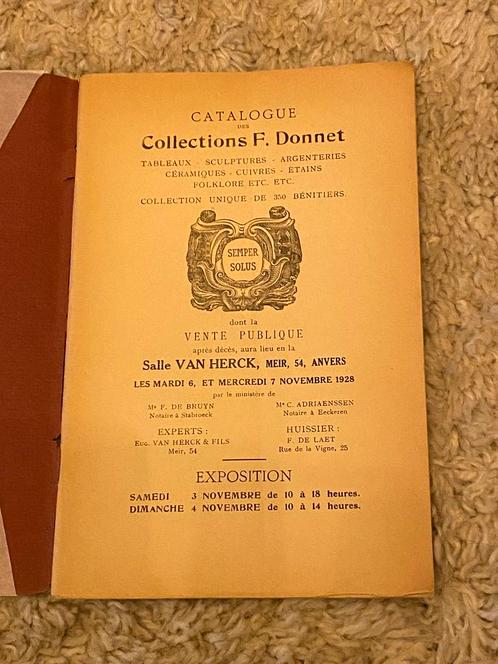 CATALOGUE
DES
Collections F. Donnet
TABLEAUX - SCULPTURES - ARGENTERIES
CÉRAMIQUES - CUIVRES - ÉTAINS
FOLKLORE ETC. ETC.
COLLECTION UNIQUE DE 350 BÉNITIERS.
SEMPER
SOLUS
dont la
VENTE PUBLIQUE
après décès, aura lieu en la
Salle VAN HERCK, MEIR, 54, ANVERS
LES MARDI 6, ET MERCREDI 7 NOVEMBRE 1928
par le ministère de
Me F. DE BRUYN
Notaire à Stabroeck
Me C. ADRIAENSSEN
Notaire à Eeckeren
EXPERTS :
Eug. VAN HERCK & FILS
Meir, 54
HUISSIER :
F. DE LAET
Rue de la Vigne, 25
EXPOSITION
SAMEDI 3 NOVEMBRE de 10 à 18 heures.
DIMANCHE 4 NOVEMBRE de 10 à 14 heures.